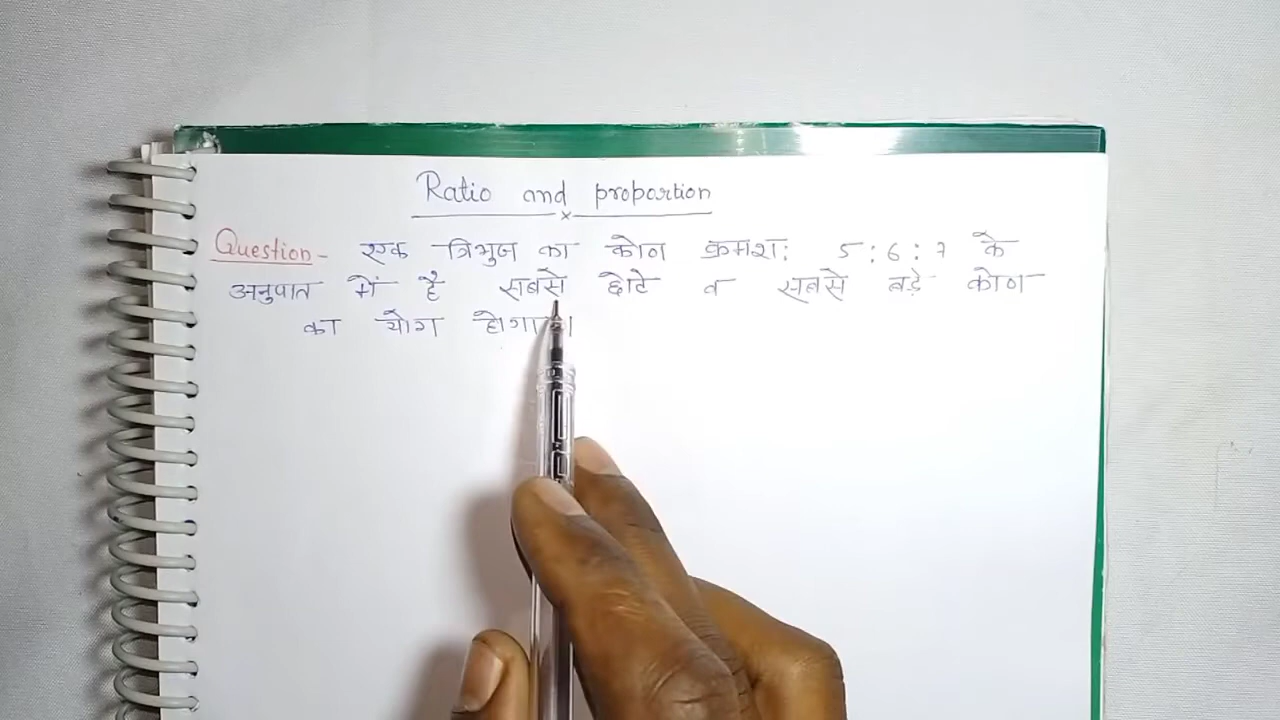 Ratio and proportion
Question - एक त्रिभुज का कोन क्रमश: 5 : 6 : 7 के
अनुपात में है सबसे छोटे व सबसे बड़े कोण
का योग होगा।